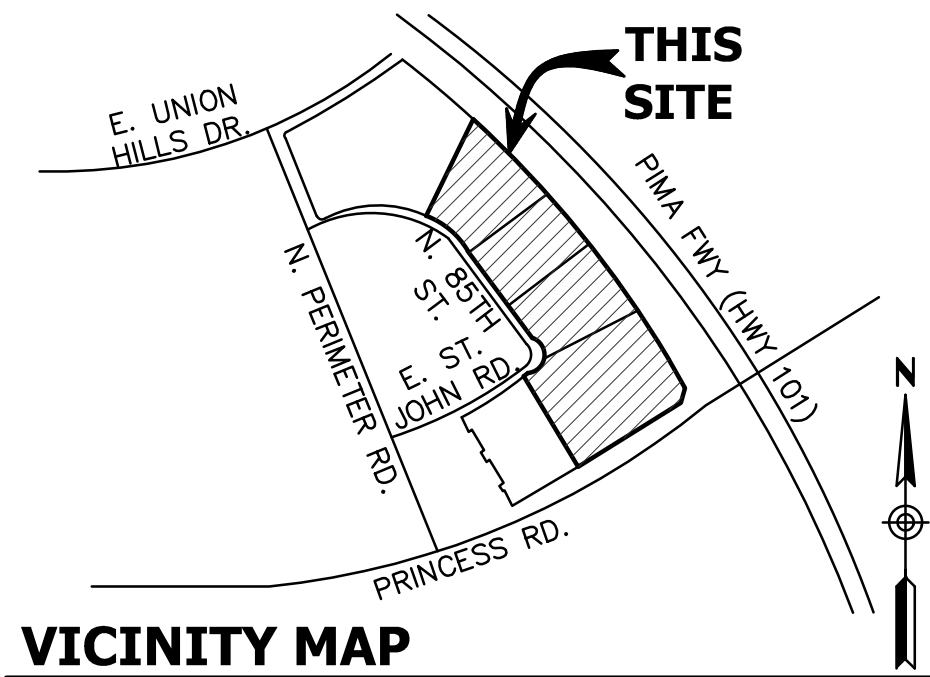 THIS
SITE
E. UNION
HILLS DR.
PIMA FWY (HWY 101)
N. 85TH
ST.
N. PERIMETER RD.
E. ST.
JOHN RD.
N
PRINCESS RD.
VICINITY MAP